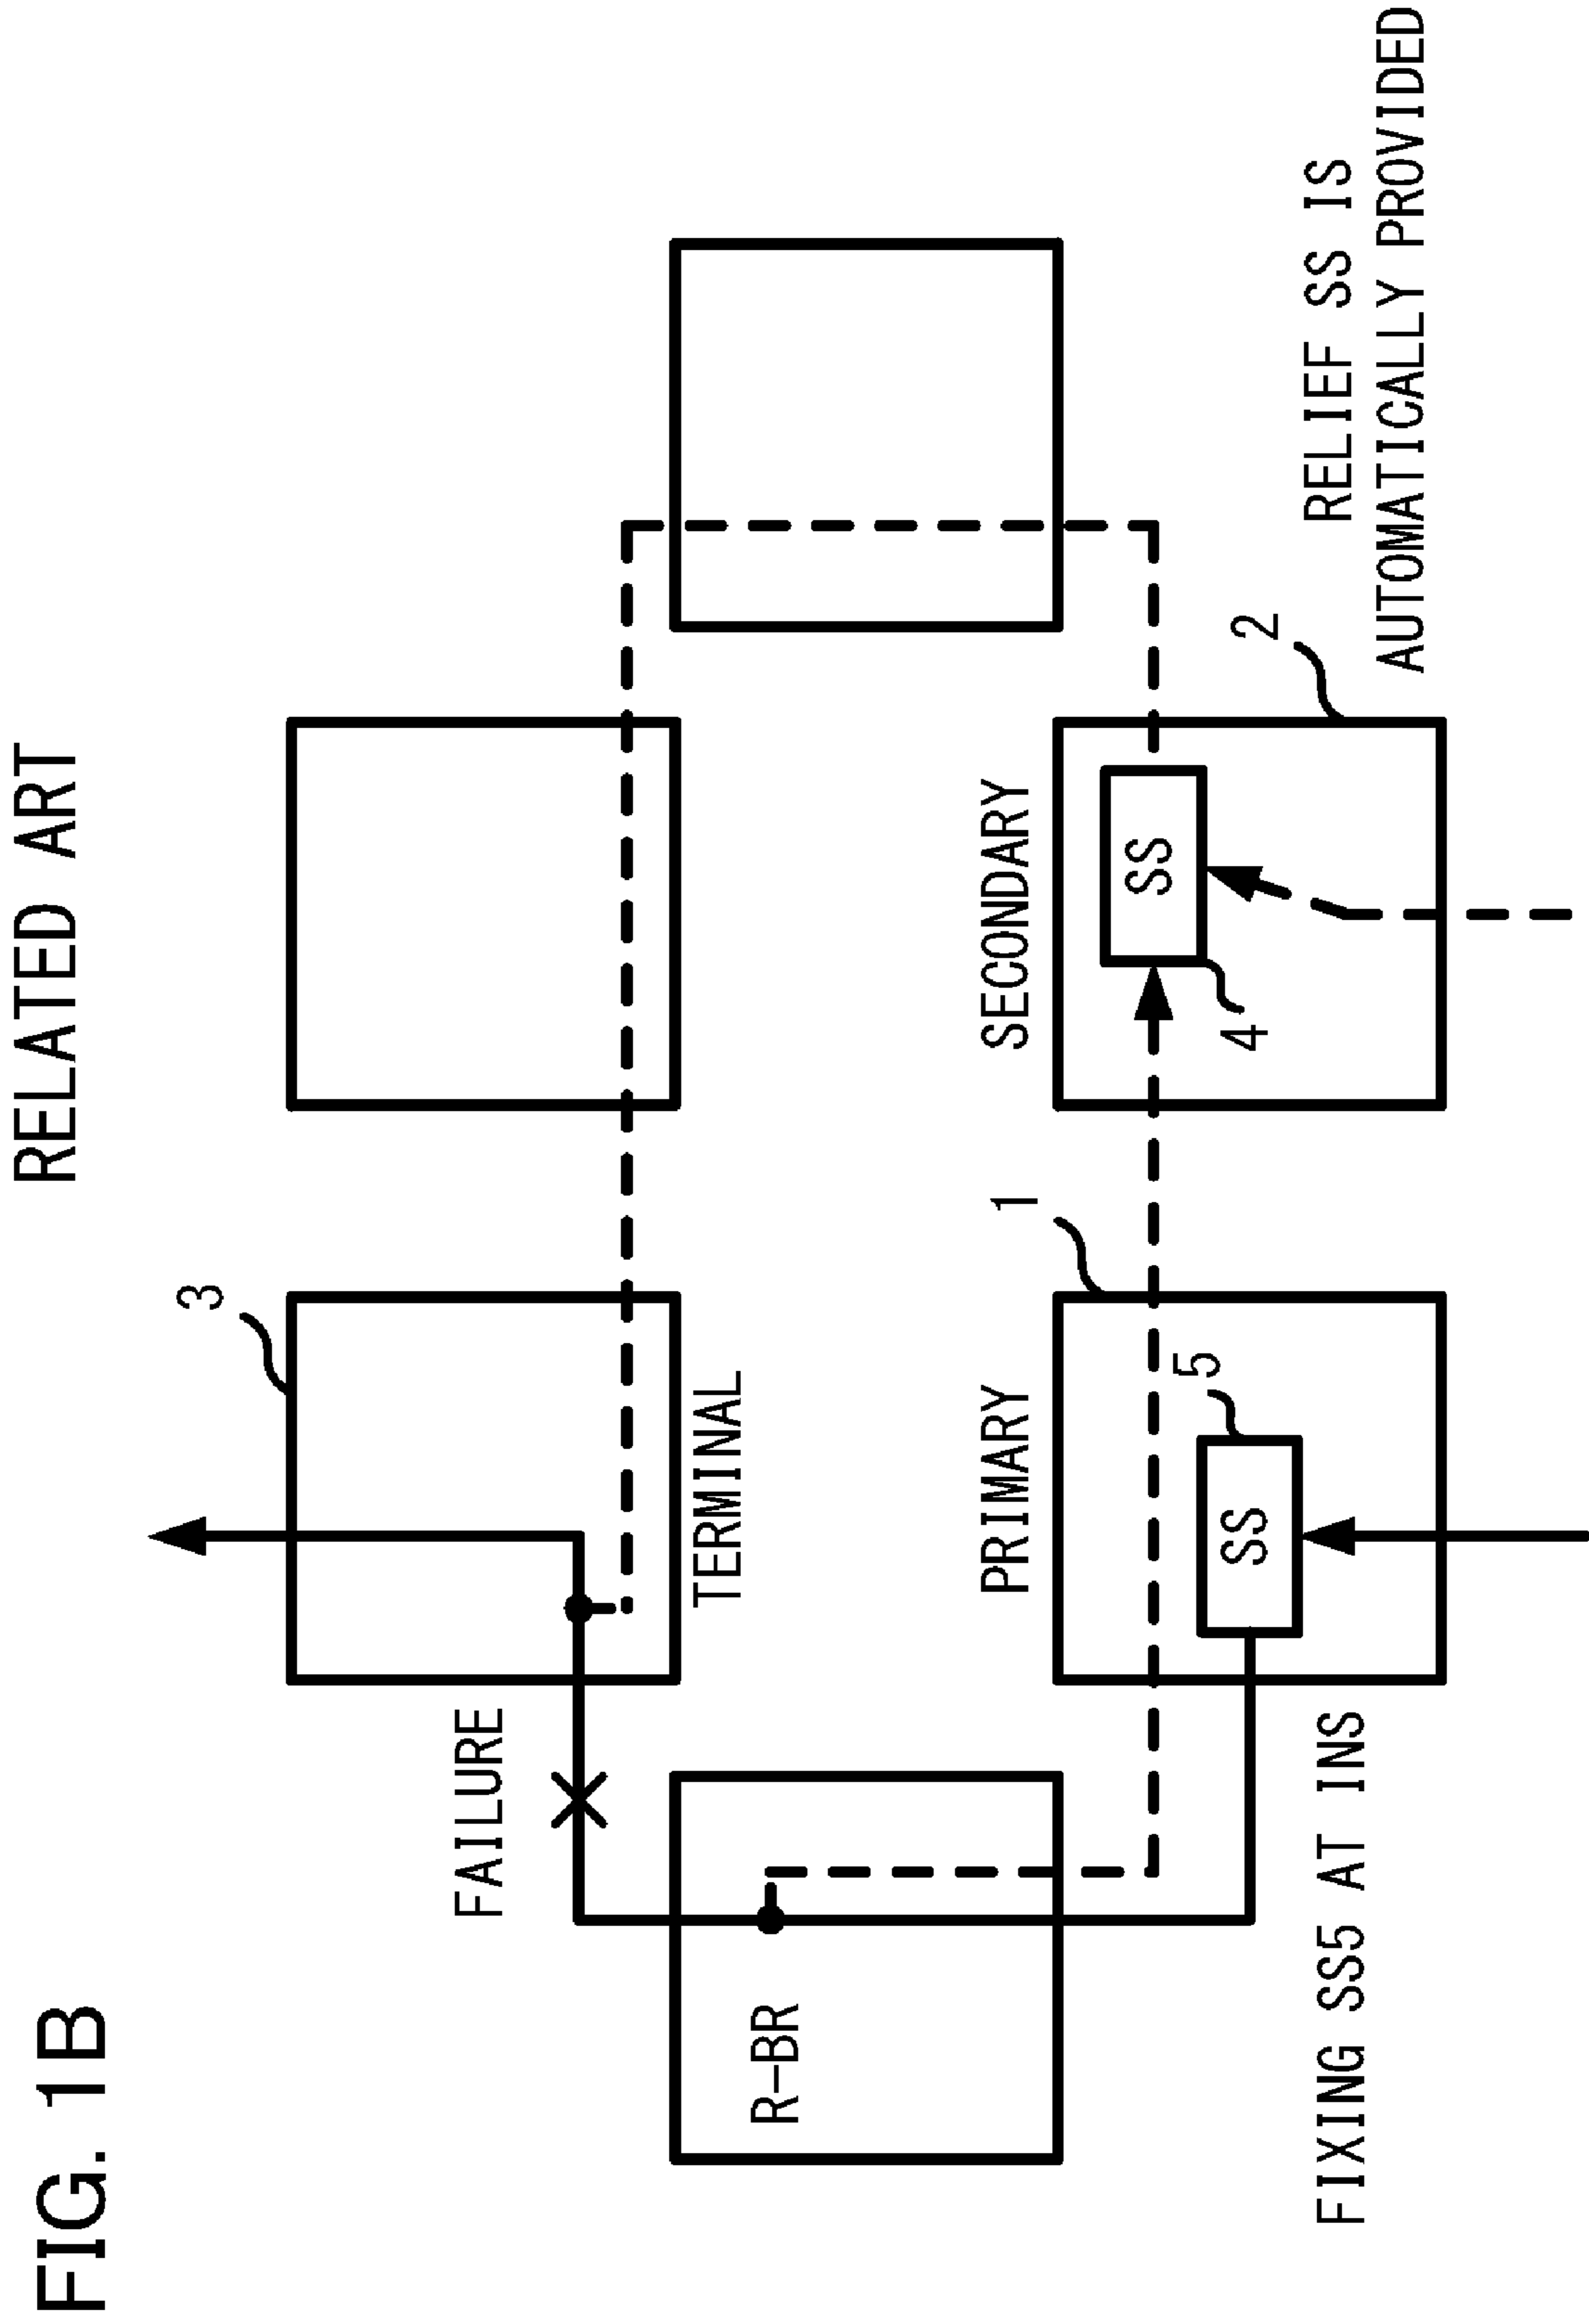 FIG. 1B
RELATED ART
3
FAILURE
TERMINAL
R-BR
PRIMARY
1
SECONDARY
2
SS
4
5
SS
FIXING SS5 AT INS
RELIEF SS IS
AUTOMATICALLY PROVIDED